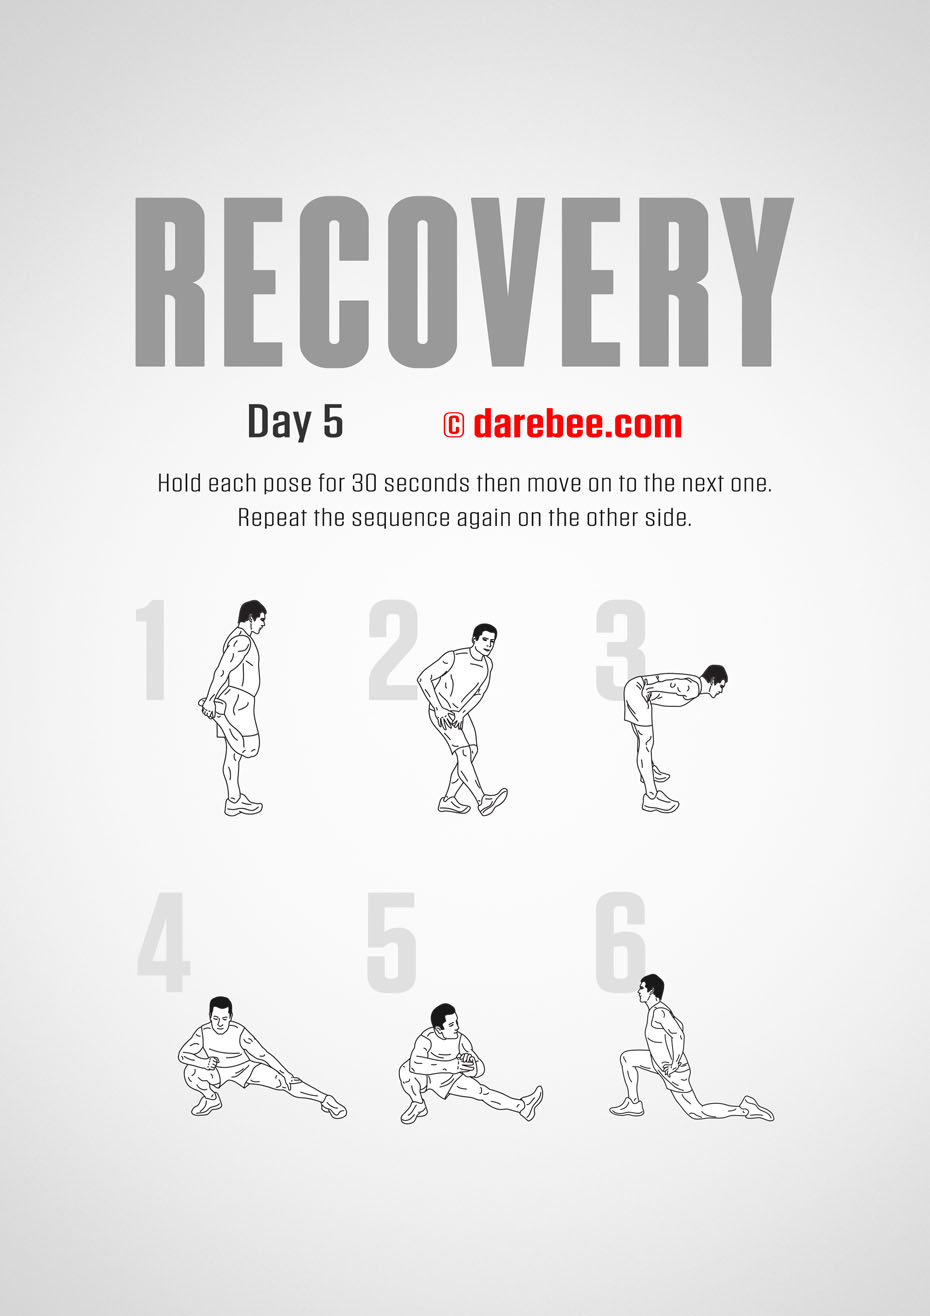 RECOVERY
Day 5
© darebee.com
Hold each pose for 30 seconds then move on to the next one.
Repeat the sequence again on the other side.
1
2
3
4
5
6